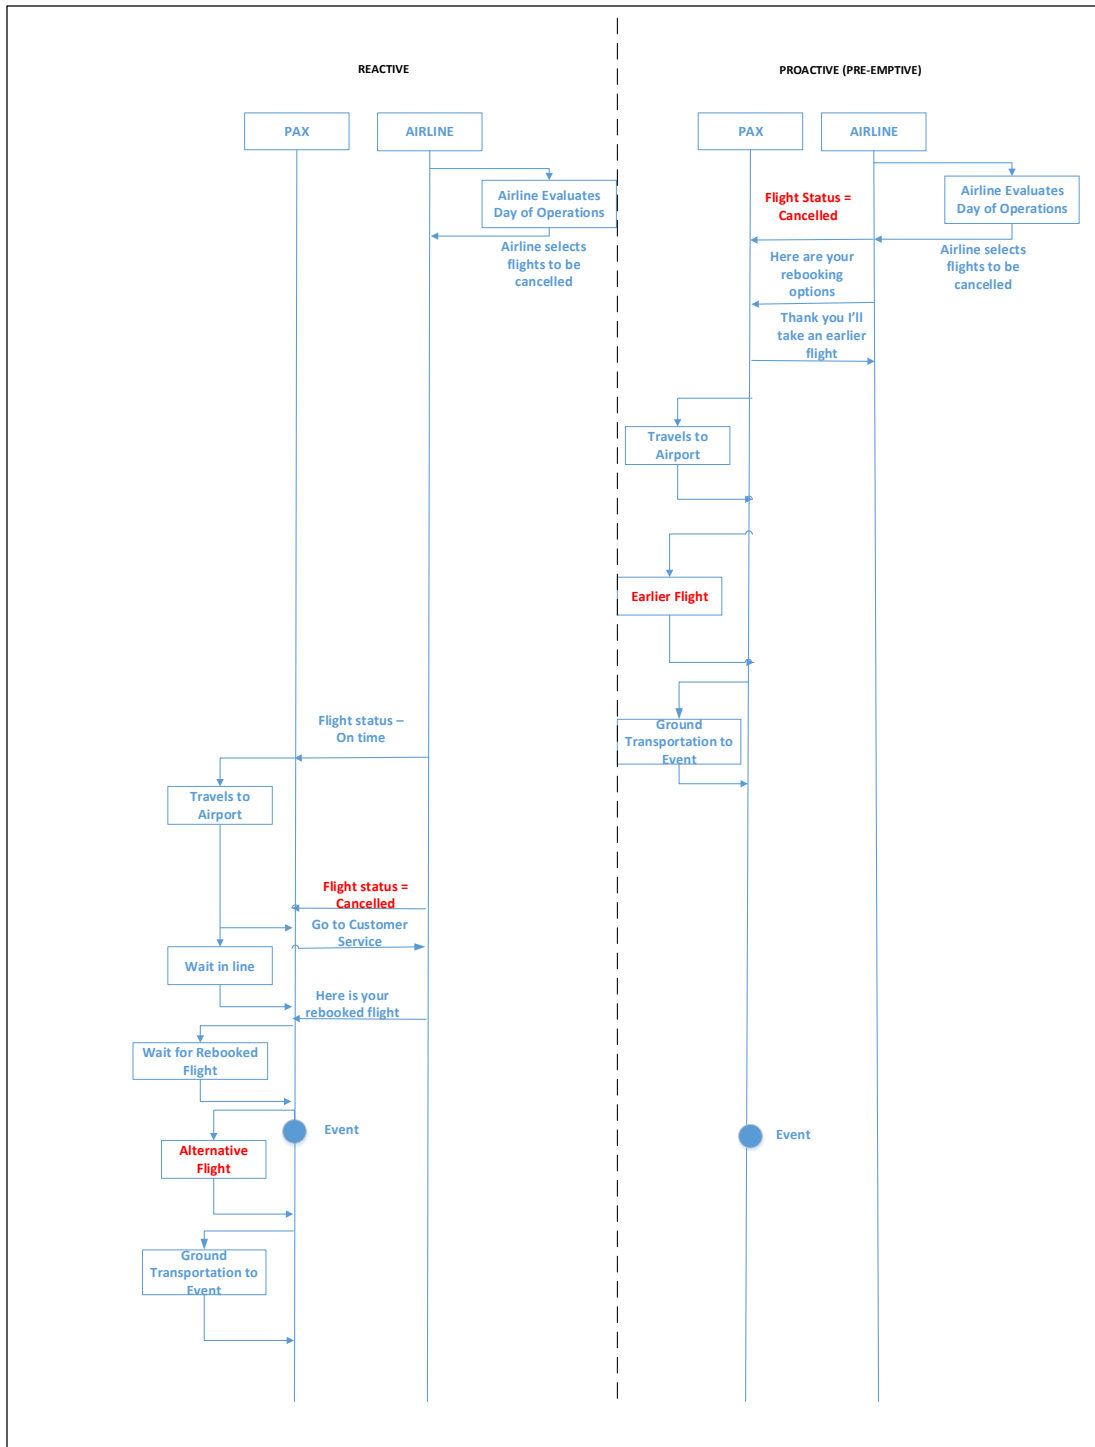 REACTIVE
PROACTIVE (PRE-EMPTIVE)
PAX
AIRLINE
PAX
AIRLINE
Airline Evaluates
Day of Operations
Airline selects
flights to be
cancelled
Flight status –
On time
Travels to
Airport
Flight status =
Cancelled
Go to Customer
Service
Wait in line
Here is your
rebooked flight
Wait for Rebooked
Flight
Event
Alternative
Flight
Ground
Transportation to
Event
Airline Evaluates
Day of Operations
Flight Status =
Cancelled
Airline selects
flights to be
cancelled
Here are your
rebooking
options
Thank you I’ll
take an earlier
flight
Travels to
Airport
Earlier Flight
Ground
Transportation to
Event
Event